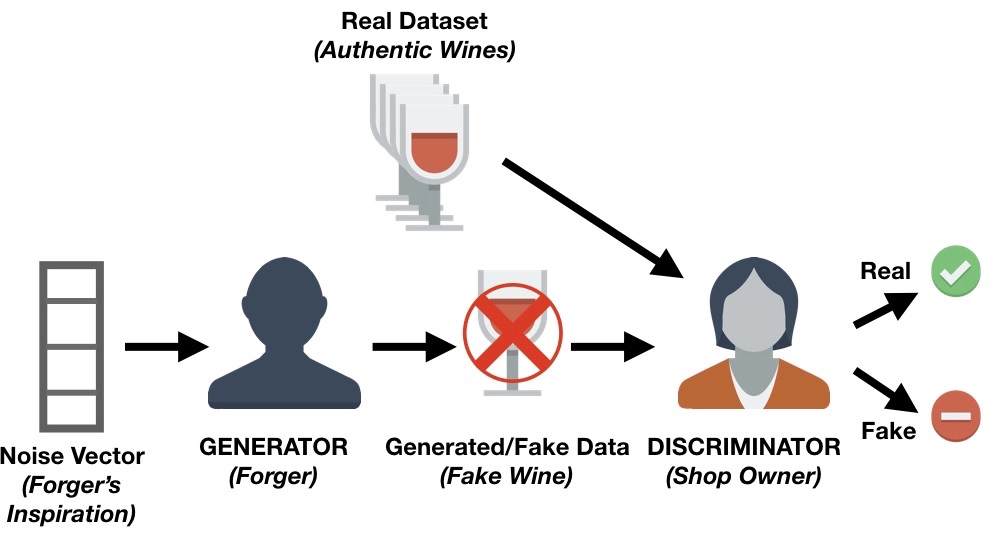 Real Dataset
(Authentic Wines)
Real
Fake
Noise Vector
(Forger’s
Inspiration)
GENERATOR
(Forger)
Generated/Fake Data
(Fake Wine)
DISCRIMINATOR
(Shop Owner)